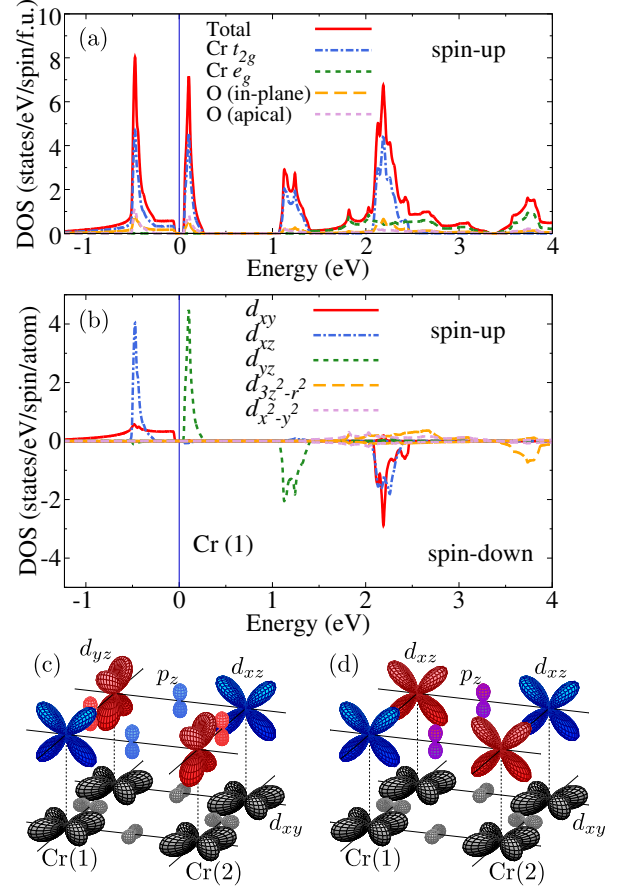 (a)
spin-up
Total
Cr t2g
Cr eg
O (in-plane)
O (apical)
DOS (states/eV/spin/f.u.)
10
8
6
4
2
0
-1 0 1 2 3 4
Energy (eV)
(b)
spin-up
dxy
dxz
dyz
d3z²-r²
dx²-y²
DOS (states/eV/spin/atom)
4
2
0
-2
-4
Cr (1)
spin-down
-1 0 1 2 3 4
Energy (eV)
(c)
dyz
pz
dxz
dxy
Cr(1)
Cr(2)
(d)
dxz
pz
dxz
dxy
Cr(1)
Cr(2)